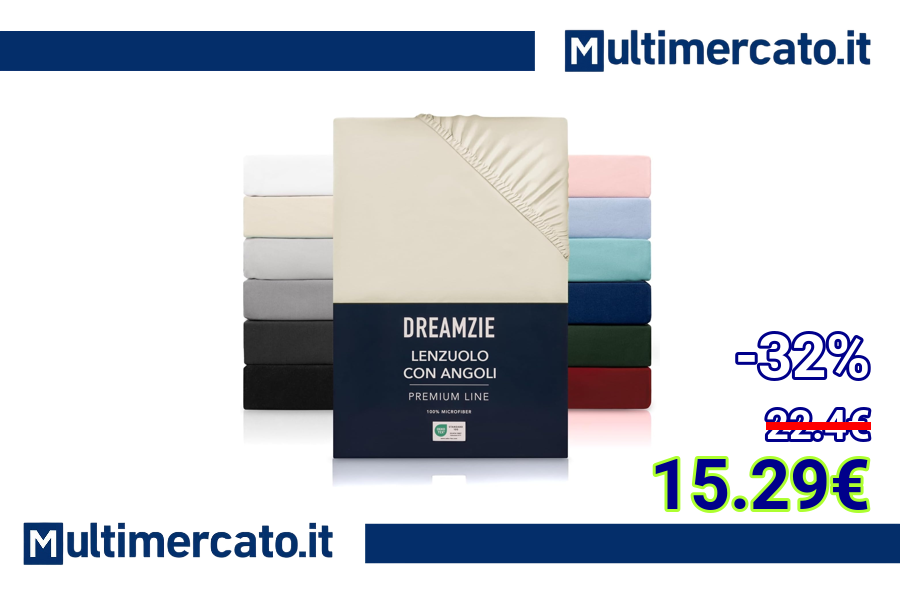 Multimercato.it
DREAMZIE
LENZUOLO
CON ANGOLI
PREMIUM LINE
100% MICROFIBER
-32%
22.4€
15.29€
Multimercato.it